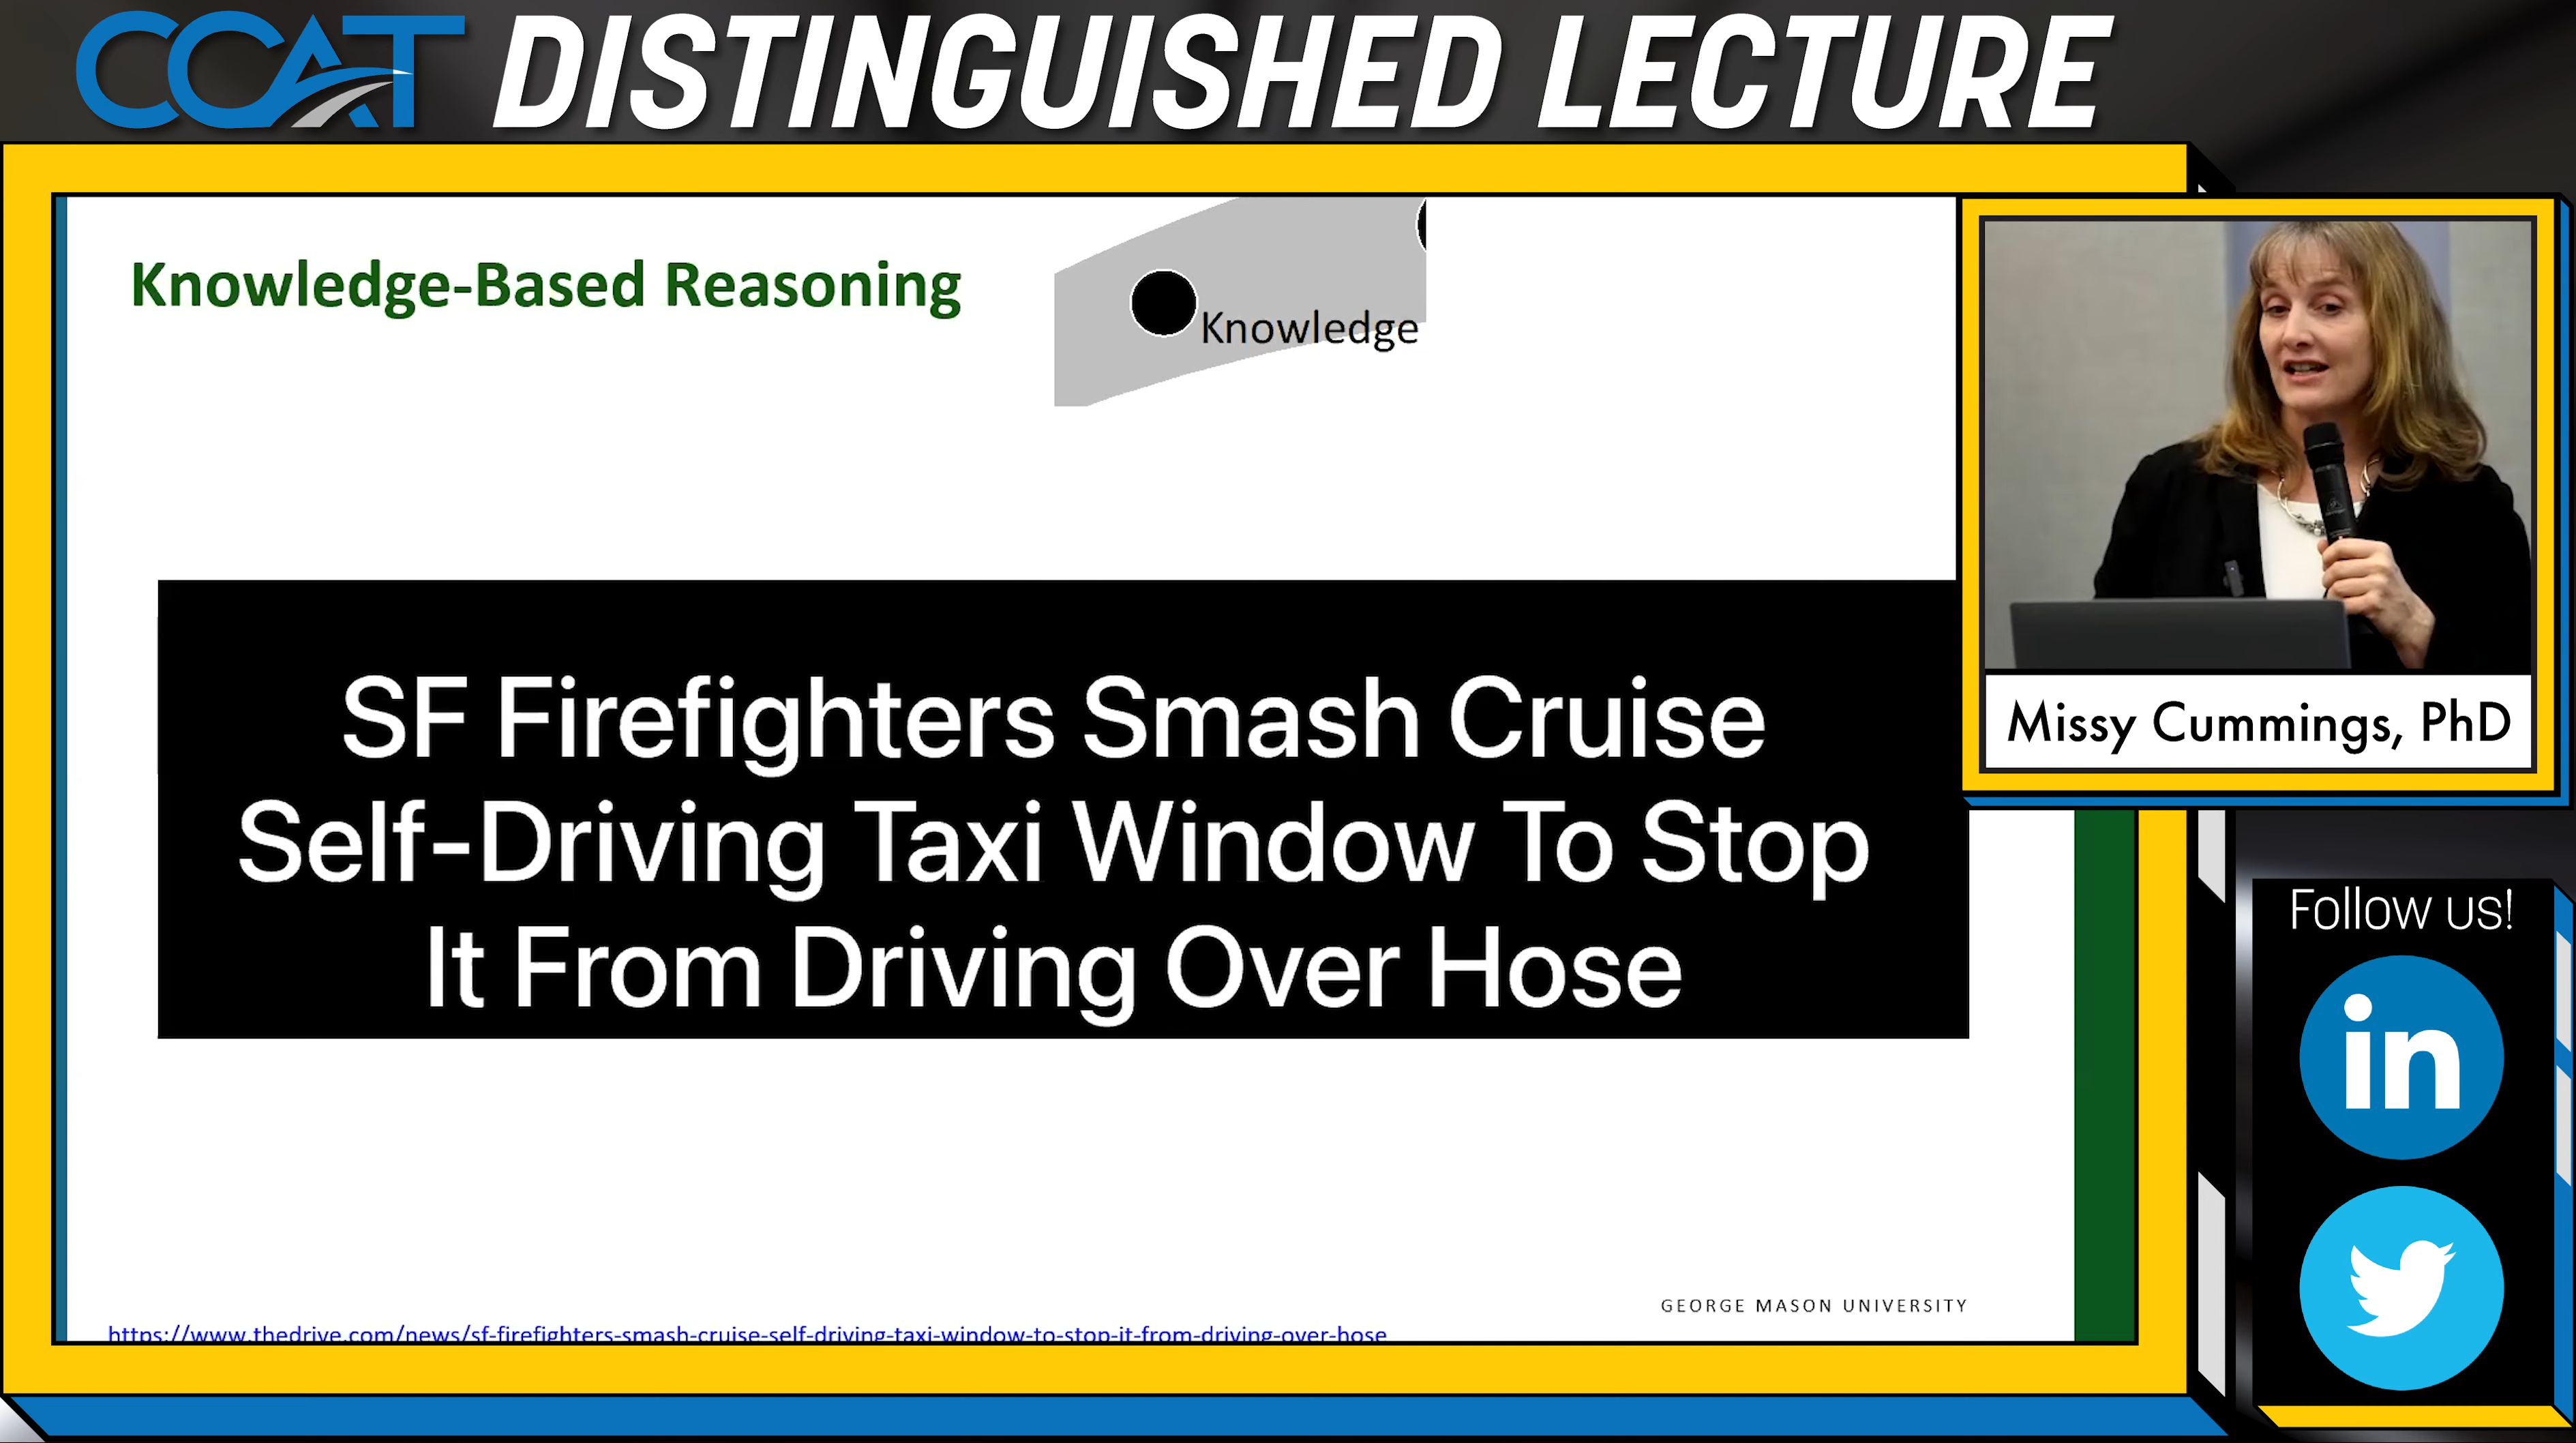 CCAT DISTINGUISHED LECTURE
Knowledge-Based Reasoning
Knowledge
SF Firefighters Smash Cruise
Self-Driving Taxi Window To Stop
It From Driving Over Hose
GEORGE MASON UNIVERSITY
https://www.thedrive.com/news/sf-firefighters-smash-cruise-self-driving-taxi-window-to-stop-it-from-driving-over-hose
Missy Cummings, PhD
Follow us!
in